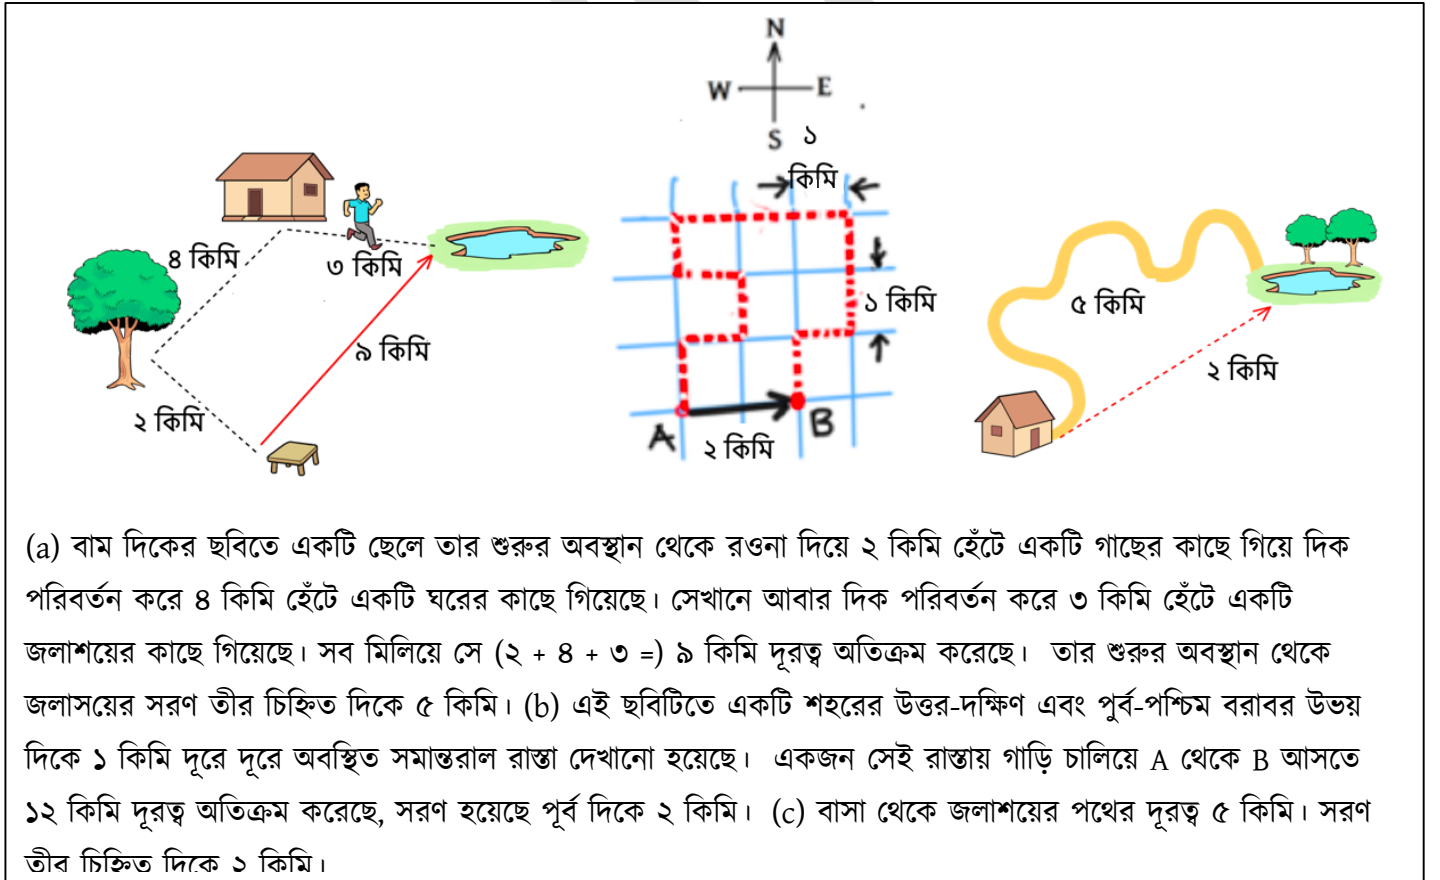 N
W E
S ১
কিমি
৪ কিমি
৩ কিমি
৯ কিমি
২ কিমি
১ কিমি
A ২ কিমি B
৫ কিমি
২ কিমি
(a) বাম দিকের ছবিতে একটি ছেলে তার শুরুর অবস্থান থেকে রওনা দিয়ে ২ কিমি হেঁটে একটি গাছের কাছে গিয়ে দিক
পরিবর্তন করে ৪ কিমি হেঁটে একটি ঘরের কাছে গিয়েছে। সেখানে আবার দিক পরিবর্তন করে ৩ কিমি হেঁটে একটি
জলাশয়ের কাছে গিয়েছে। সব মিলিয়ে সে (২ + ৪ + ৩ =) ৯ কিমি দূরত্ব অতিক্রম করেছে। তার শুরুর অবস্থান থেকে
জলাসয়ের সরণ তীর চিহ্নিত দিকে ৫ কিমি। (b) এই ছবিটিতে একটি শহরের উত্তর-দক্ষিণ এবং পুর্ব-পশ্চিম বরাবর উভয়
দিকে ১ কিমি দূরে দূরে অবস্থিত সমান্তরাল রাস্তা দেখানো হয়েছে। একজন সেই রাস্তায় গাড়ি চালিয়ে A থেকে B আসতে
১২ কিমি দূরত্ব অতিক্রম করেছে, সরণ হয়েছে পূর্ব দিকে ২ কিমি। (c) বাসা থেকে জলাশয়ের পথের দূরত্ব ৫ কিমি। সরণ
তীর চিহ্নিত দিকে ২ কিমি।